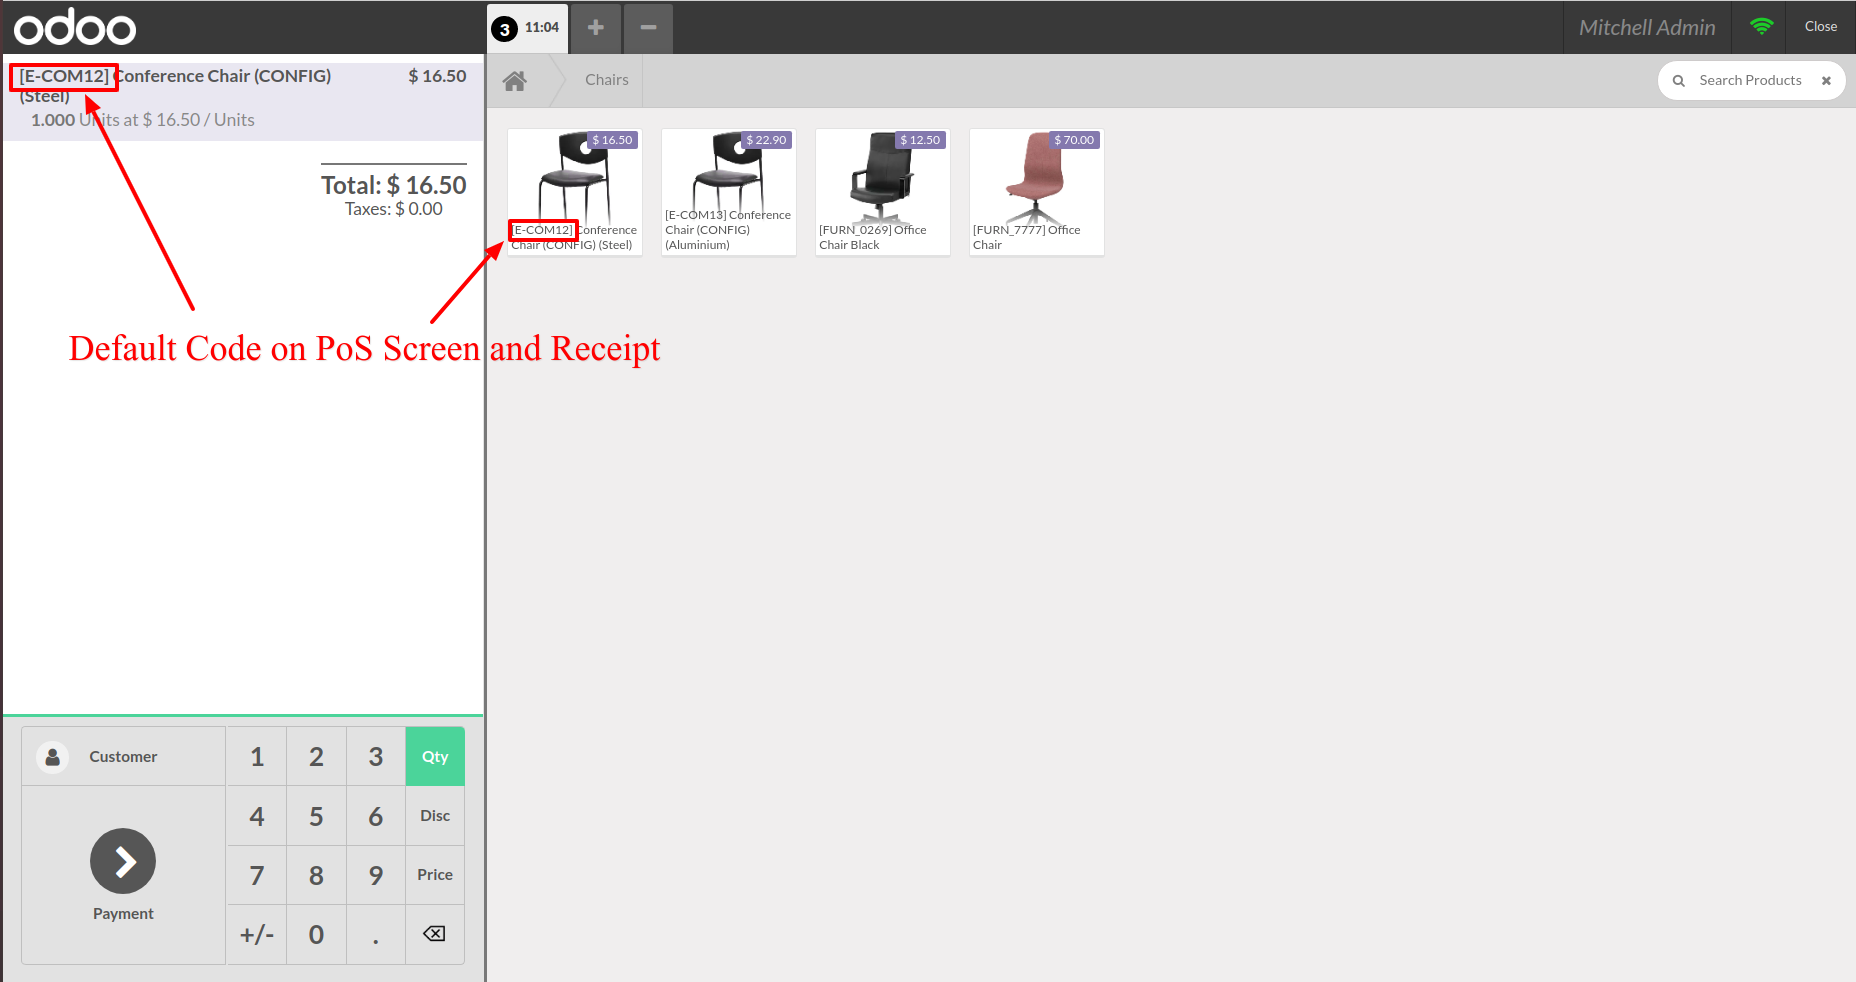 odoo
3 11:04
Mitchell Admin
Close
[E-COM12] Conference Chair (CONFIG) $ 16.50
(Steel)
1.000 Units at $ 16.50 / Units
Total: $ 16.50
Taxes: $ 0.00
Chairs
Search Products
$ 16.50
[E-COM12] Conference
Chair (CONFIG) (Steel)
$ 22.90
[E-COM13] Conference
Chair (CONFIG)
(Aluminium)
$ 12.50
[FURN_0269] Office
Chair Black
$ 70.00
[FURN_7777] Office
Chair
Default Code on PoS Screen and Receipt
Customer
Payment
1 2 3 Qty
4 5 6 Disc
7 8 9 Price
+/- 0 .